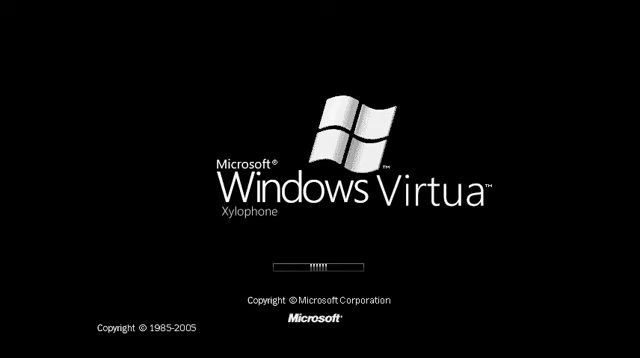 Microsoft®
Windows Virtua™
Xylophone
Copyright © Microsoft Corporation
Microsoft®
Copyright © 1985-2005